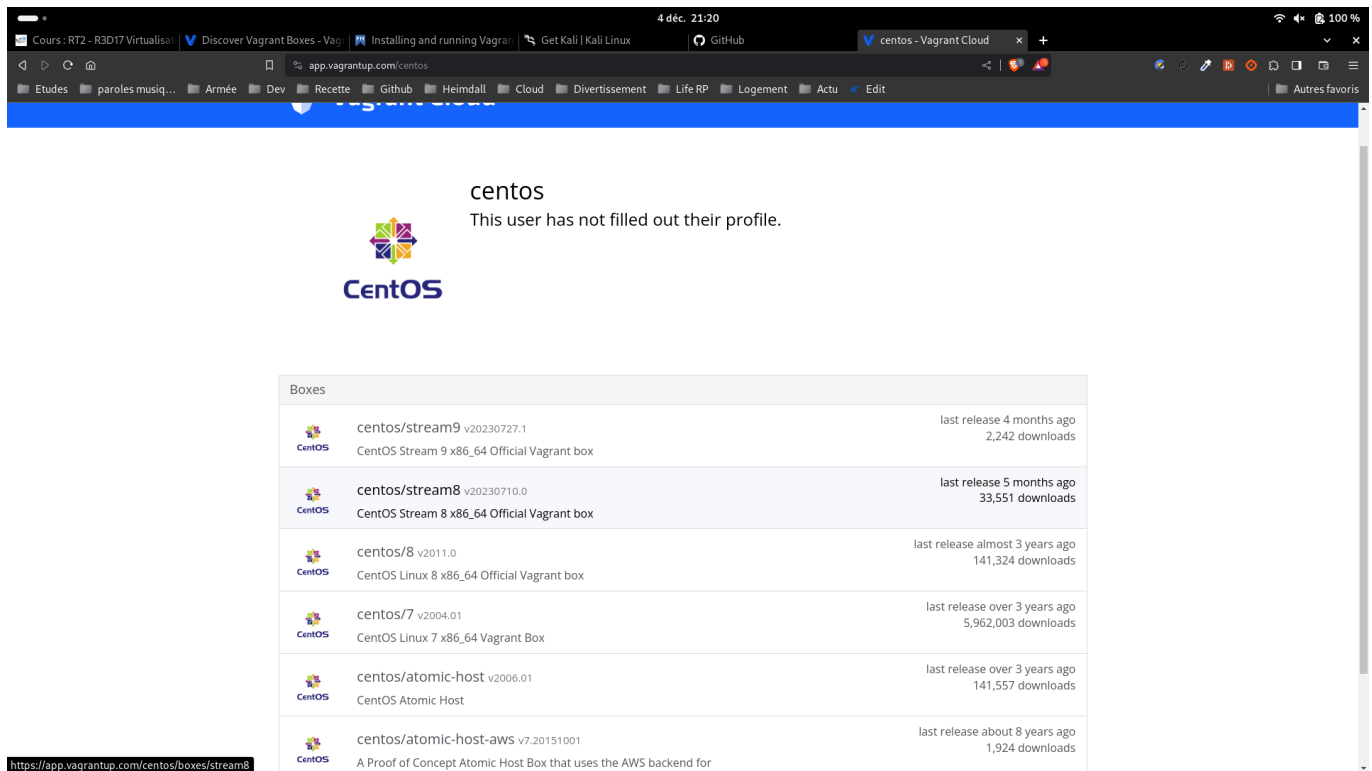 4 déc. 21:20
100 %
Cours : RT2 - R3D17 Virtualisat
Discover Vagrant Boxes - Vag
Installing and running Vagran
Get Kali | Kali Linux
GitHub
centos - Vagrant Cloud
app.vagrantup.com/centos
Etudes paroles musiq... Armée Dev Recette Github Heimdall Cloud Divertissement Life RP Logement Actu Edit Autres favoris
Vagrant Cloud
centos
This user has not filled out their profile.
CentOS
Boxes
CentOS
centos/stream9 v20230727.1
CentOS Stream 9 x86_64 Official Vagrant box
last release 4 months ago
2,242 downloads
CentOS
centos/stream8 v20230710.0
CentOS Stream 8 x86_64 Official Vagrant box
last release 5 months ago
33,551 downloads
CentOS
centos/8 v2011.0
CentOS Linux 8 x86_64 Official Vagrant box
last release almost 3 years ago
141,324 downloads
CentOS
centos/7 v2004.01
CentOS Linux 7 x86_64 Vagrant Box
last release over 3 years ago
5,962,003 downloads
CentOS
centos/atomic-host v2006.01
CentOS Atomic Host
last release over 3 years ago
141,557 downloads
CentOS
centos/atomic-host-aws v7.20151001
A Proof of Concept Atomic Host Box that uses the AWS backend for
last release about 8 years ago
1,924 downloads
https://app.vagrantup.com/centos/boxes/stream8